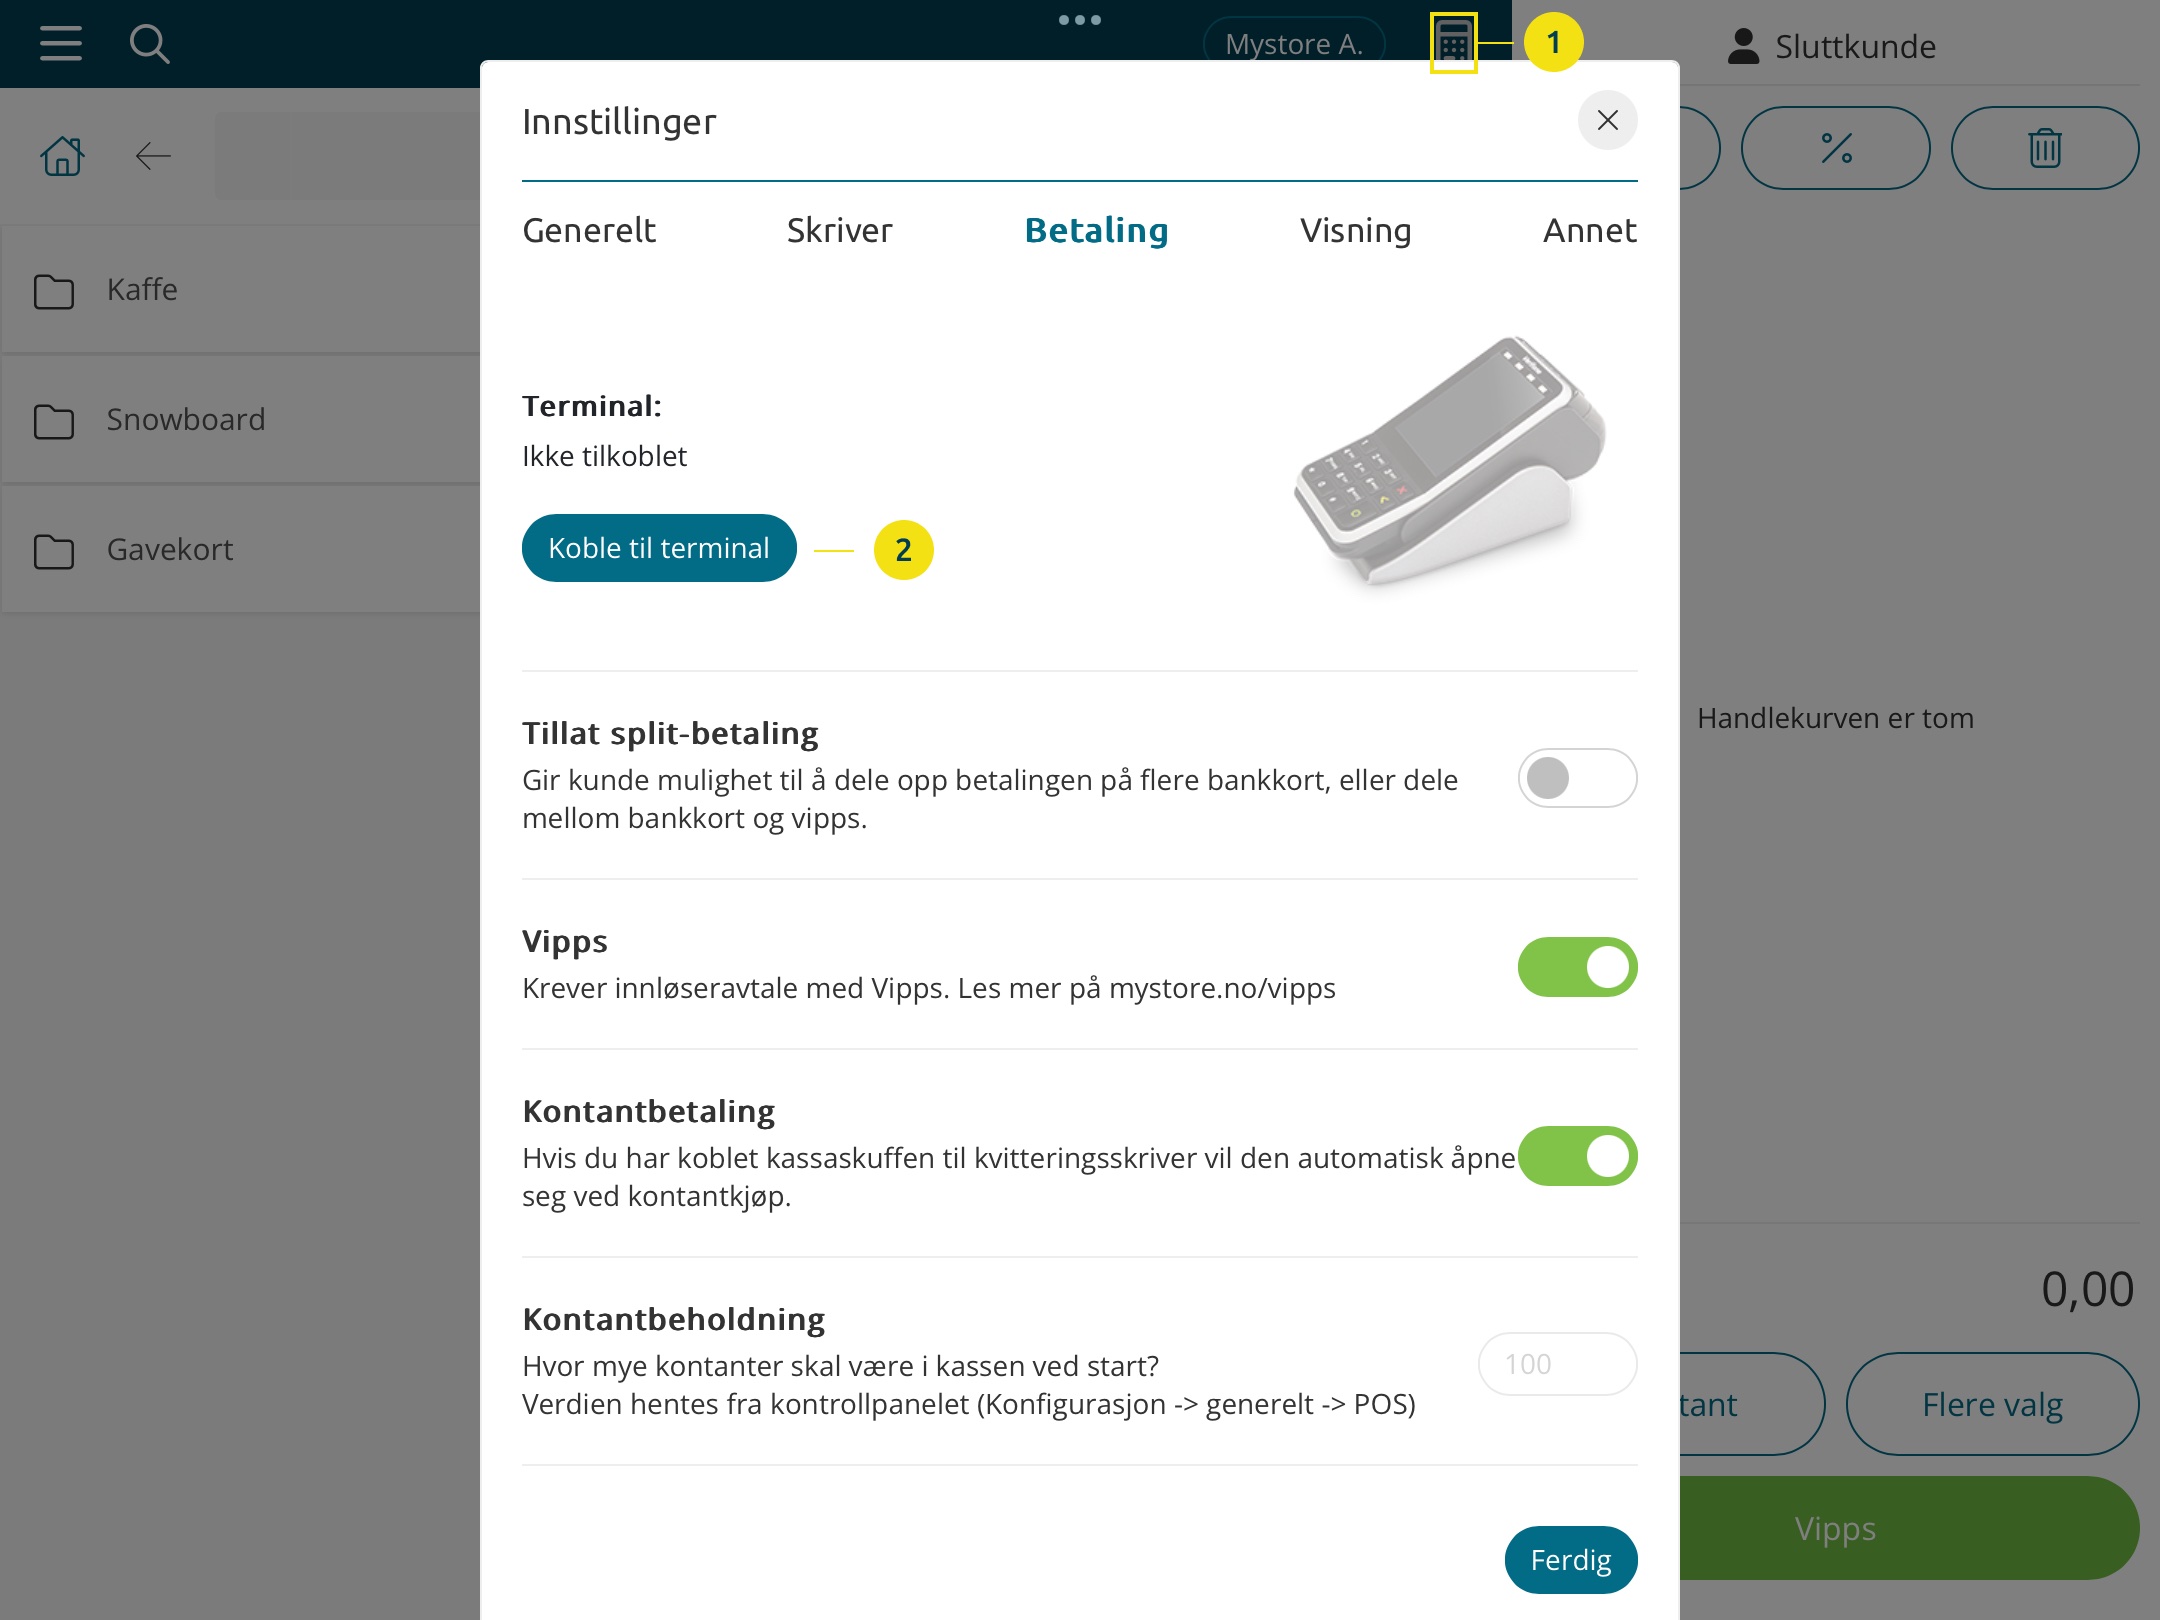 Mystore A.
1
Sluttkunde
Innstillinger
Generelt
Skriver
Betaling
Visning
Annet
Kaffe
Snowboard
Gavekort
Terminal:
Ikke tilkoblet
Koble til terminal
2
Tillat split-betaling
Gir kunde mulighet til å dele opp betalingen på flere bankkort, eller dele
mellom bankkort og vipps.
Handlekurven er tom
Vipps
Krever innløseravtale med Vipps. Les mer på mystore.no/vipps
Kontantbetaling
Hvis du har koblet kassaskuffen til kvitteringsskriver vil den automatisk åpne
seg ved kontantkjøp.
Kontantbeholdning
Hvor mye kontanter skal være i kassen ved start?
Verdien hentes fra kontrollpanelet (Konfigurasjon -> generelt -> POS)
100
0,00
tant
Flere valg
Vipps
Ferdig